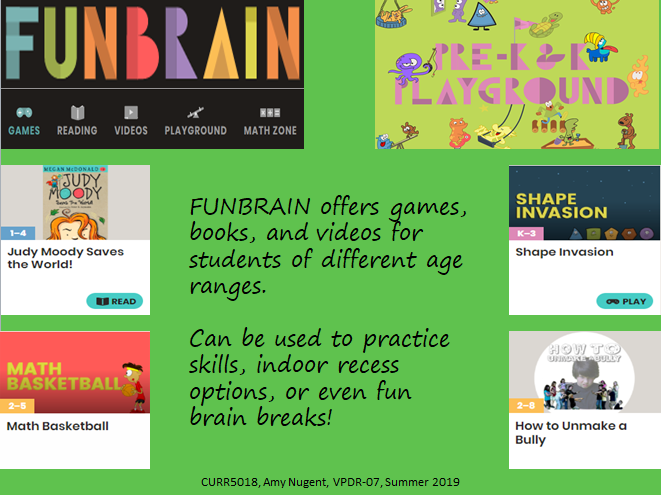 FUNBRAIN
GAMES READING VIDEOS PLAYGROUND MATH ZONE
PRE-K & K
PLAYGROUND
MEGAN McDONALD
JUDY
MOODY
Saves the World!
1–4
Judy Moody Saves
the World!
READ
SHAPE
INVASION
K–3
Shape Invasion
PLAY
FUNBRAIN offers games,
books, and videos for
students of different age
ranges.
Can be used to practice
skills, indoor recess
options, or even fun
brain breaks!
MATH
BASKETBALL
2–5
Math Basketball
HOW TO
UNMAKE A BULLY
2–8
How to Unmake a
Bully
CURR5018, Amy Nugent, VPDR-07, Summer 2019